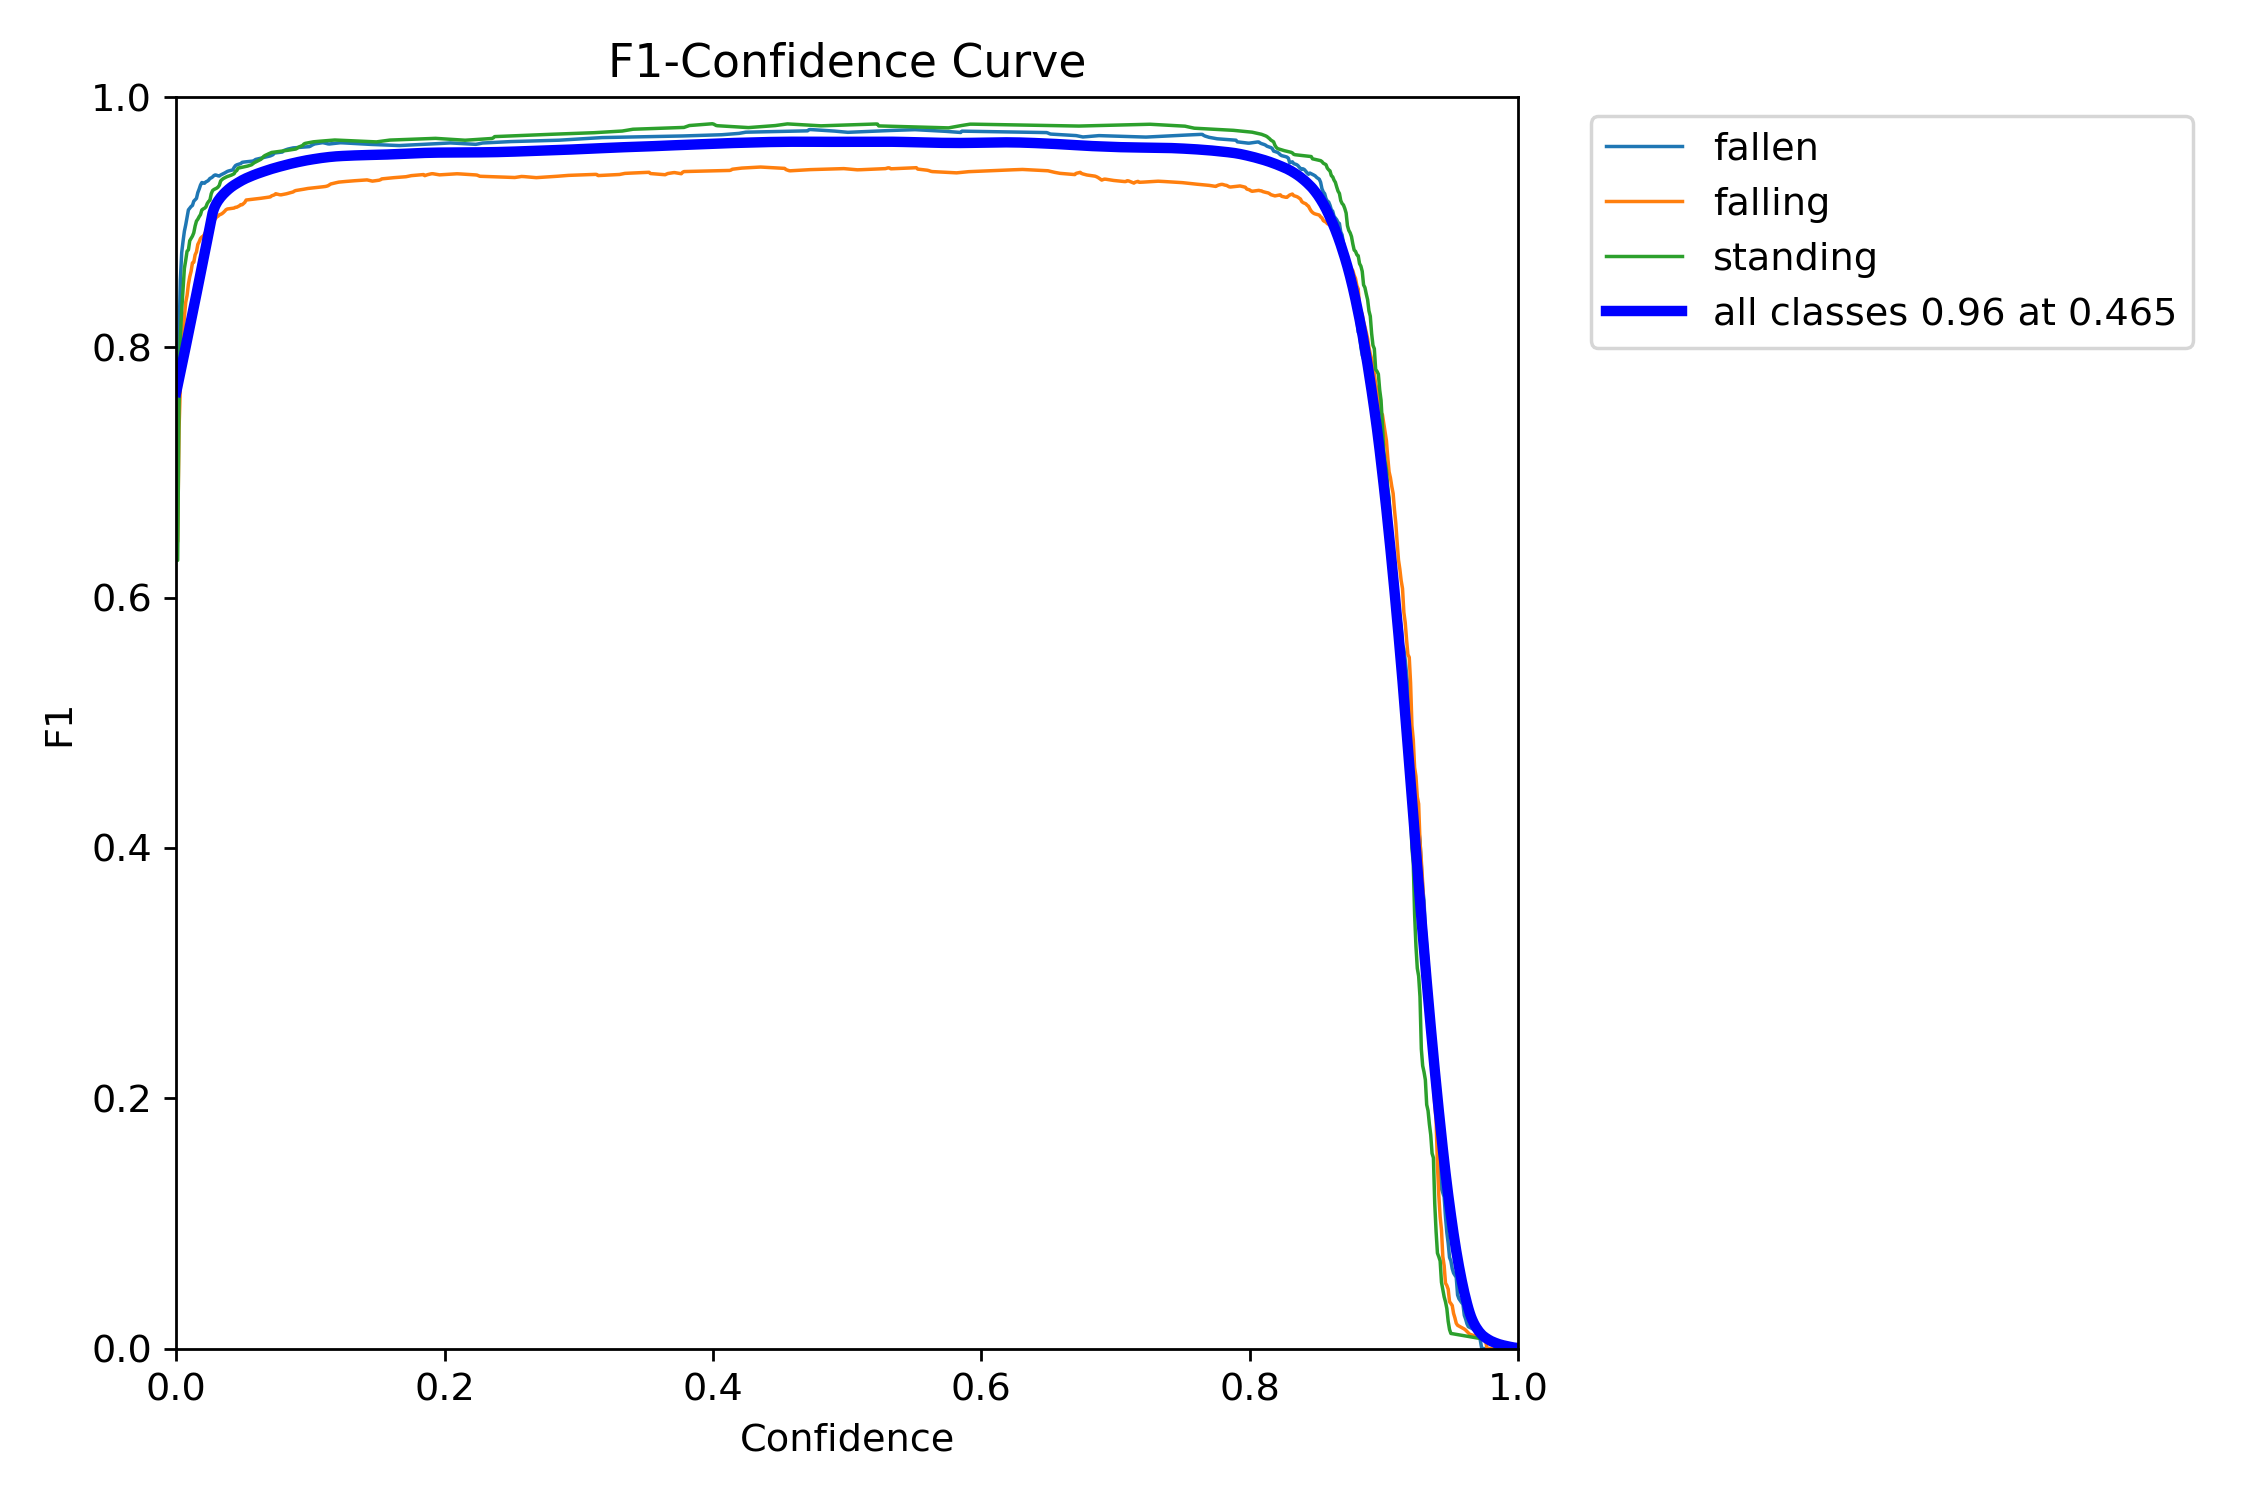 F1-Confidence Curve
1.0
0.8
0.6
0.4
0.2
0.0
F1
0.0 0.2 0.4 0.6 0.8 1.0
Confidence
fallen
falling
standing
all classes 0.96 at 0.465